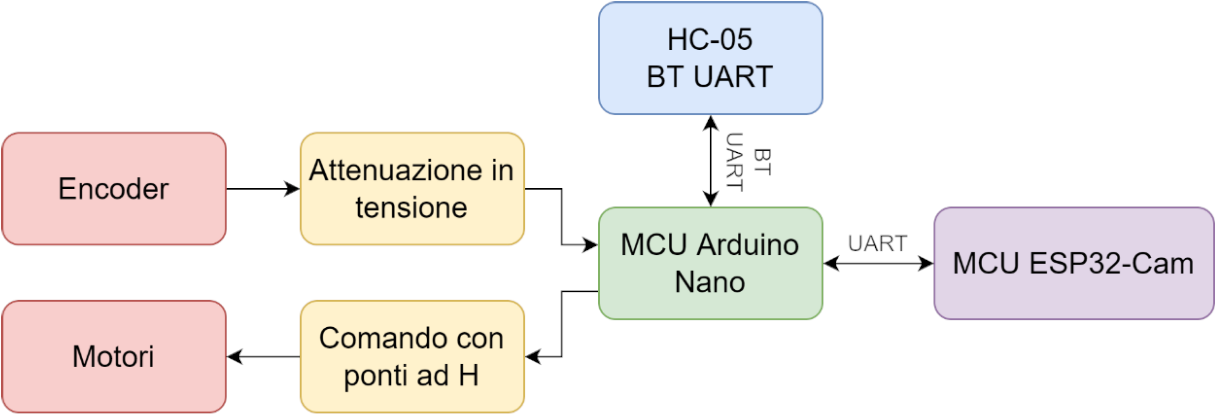 HC-05
BT UART
BT
UART
Encoder
Attenuazione in
tensione
MCU Arduino
Nano
UART
MCU ESP32-Cam
Motori
Comando con
ponti ad H